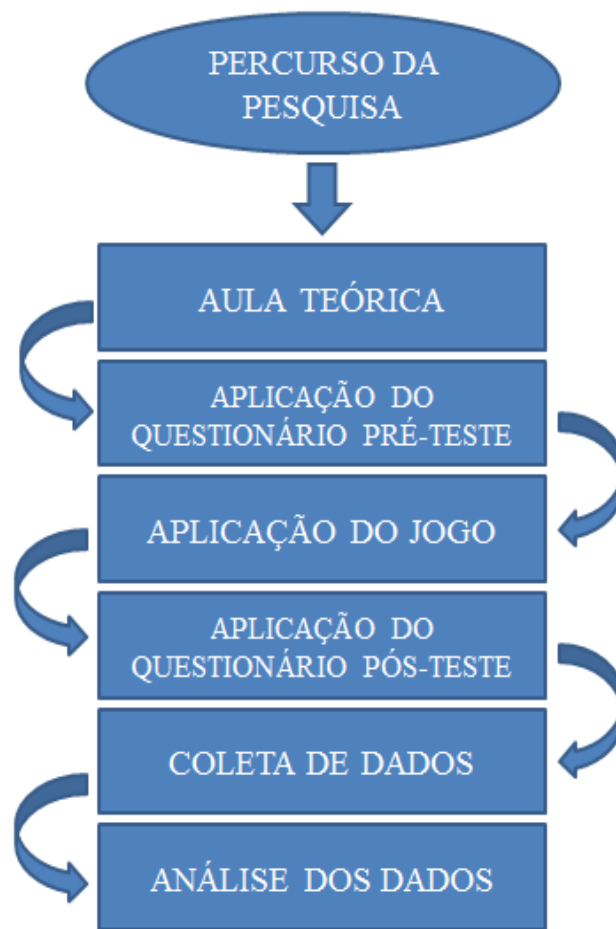 PERCURSO DA
PESQUISA
AULA TEÓRICA
APLICAÇÃO DO
QUESTIONÁRIO PRÉ-TESTE
APLICAÇÃO DO JOGO
APLICAÇÃO DO
QUESTIONÁRIO PÓS-TESTE
COLETA DE DADOS
ANÁLISE DOS DADOS